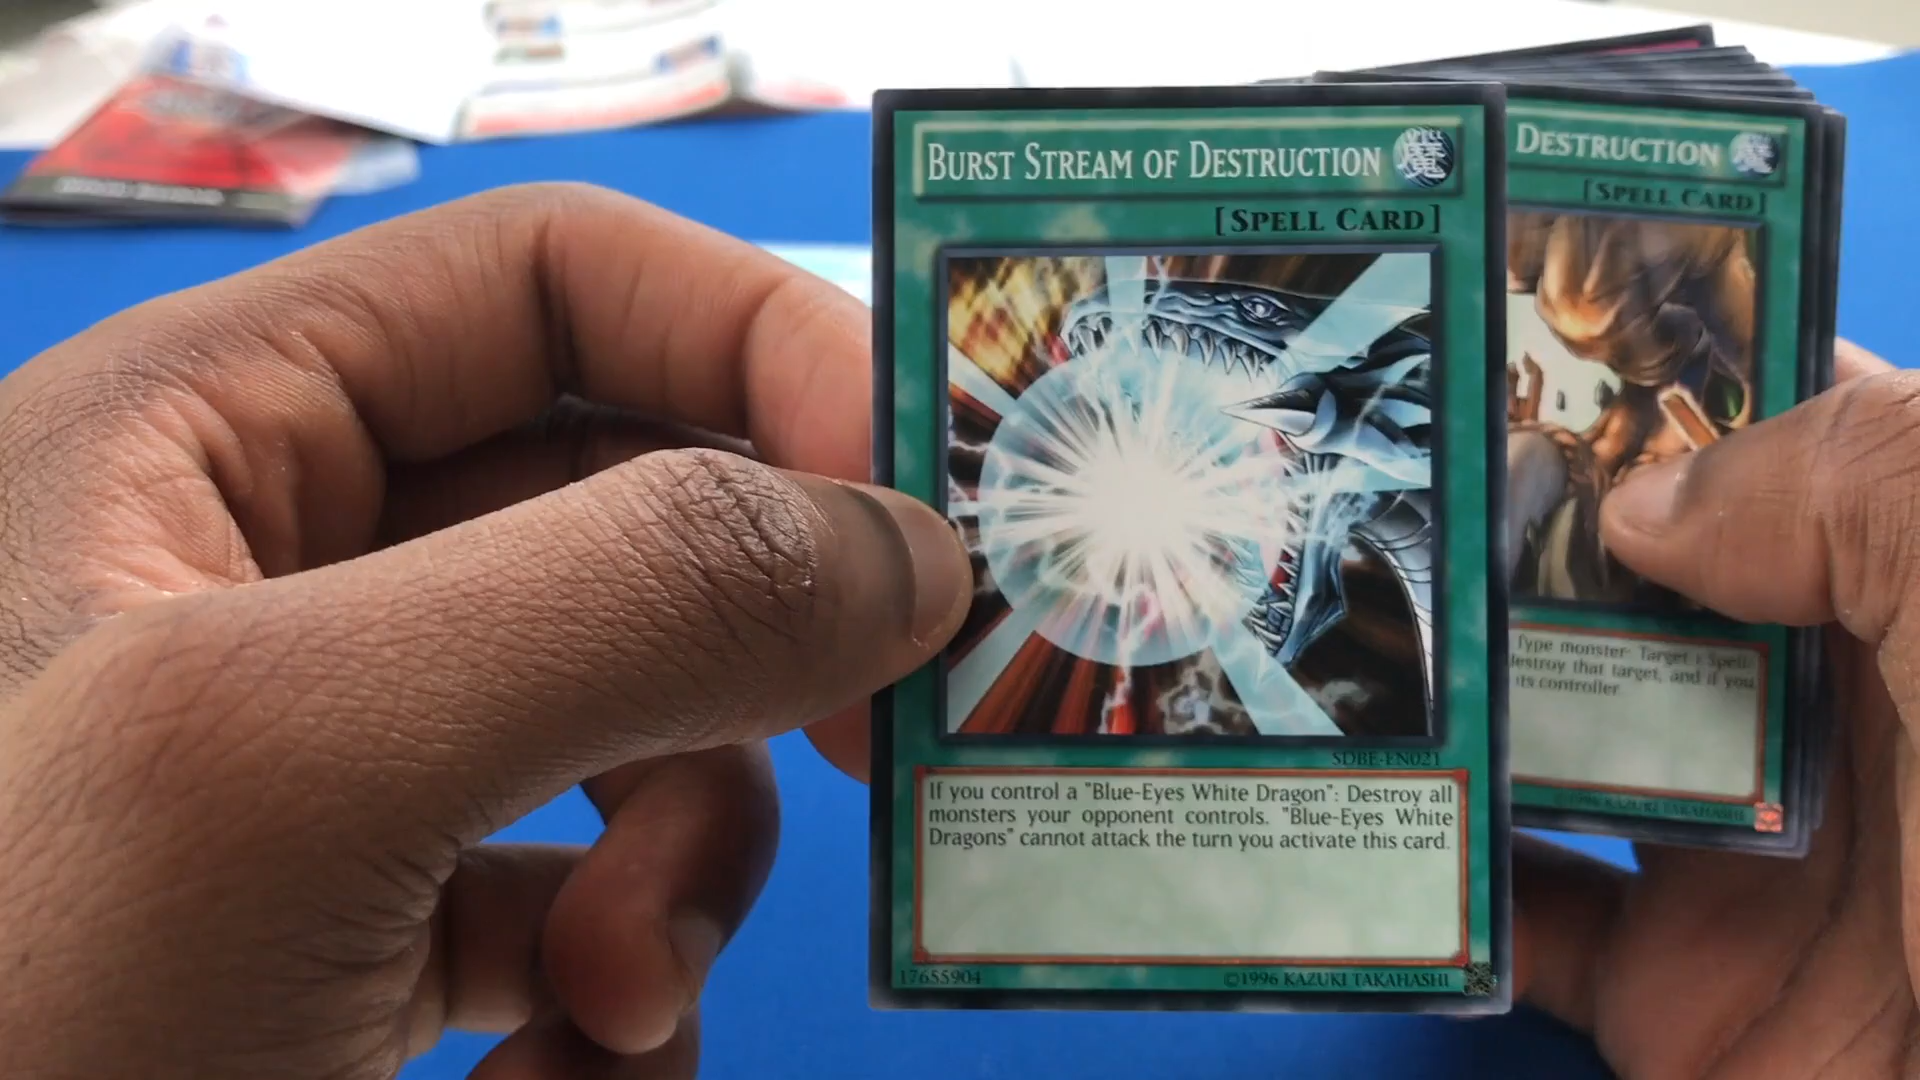 BURST STREAM OF DESTRUCTION
魔
[SPELL CARD]
SDBE-EN021
If you control a "Blue-Eyes White Dragon": Destroy all
monsters your opponent controls. "Blue-Eyes White
Dragons" cannot attack the turn you activate this card.
17655904
©1996 KAZUKI TAKAHASHI
DESTRUCTION
魔
[SPELL CARD]
Type monster: Target 1 Spell
destroy that target, and if you
its controller.
©1996 KAZUKI TAKAHASHI